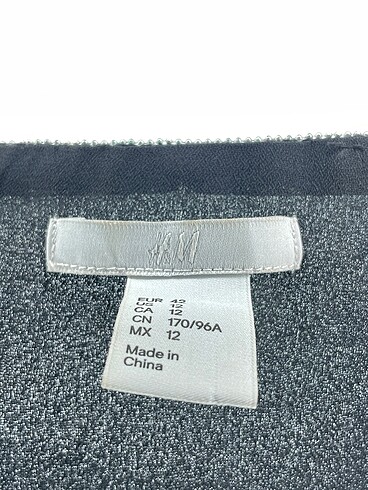 H&M
EUR 42
US 12
CA 12
CN 170/96A
MX 12
Made in
China